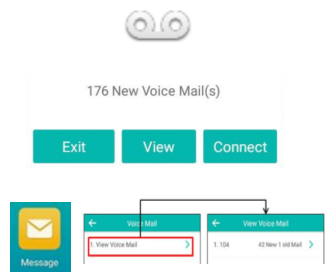 176 New Voice Mail(s)
Exit View Connect
Voice Mail
View Voice Mail
1. View Voice Mail
1. 104 42 New 1 old Mail
Message